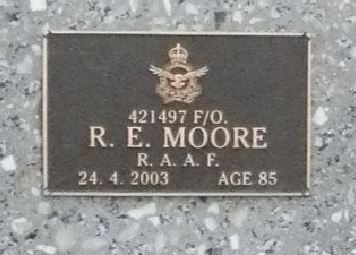 421497 F/O.
R. E. MOORE
R. A. A. F.
24. 4. 2003 AGE 85